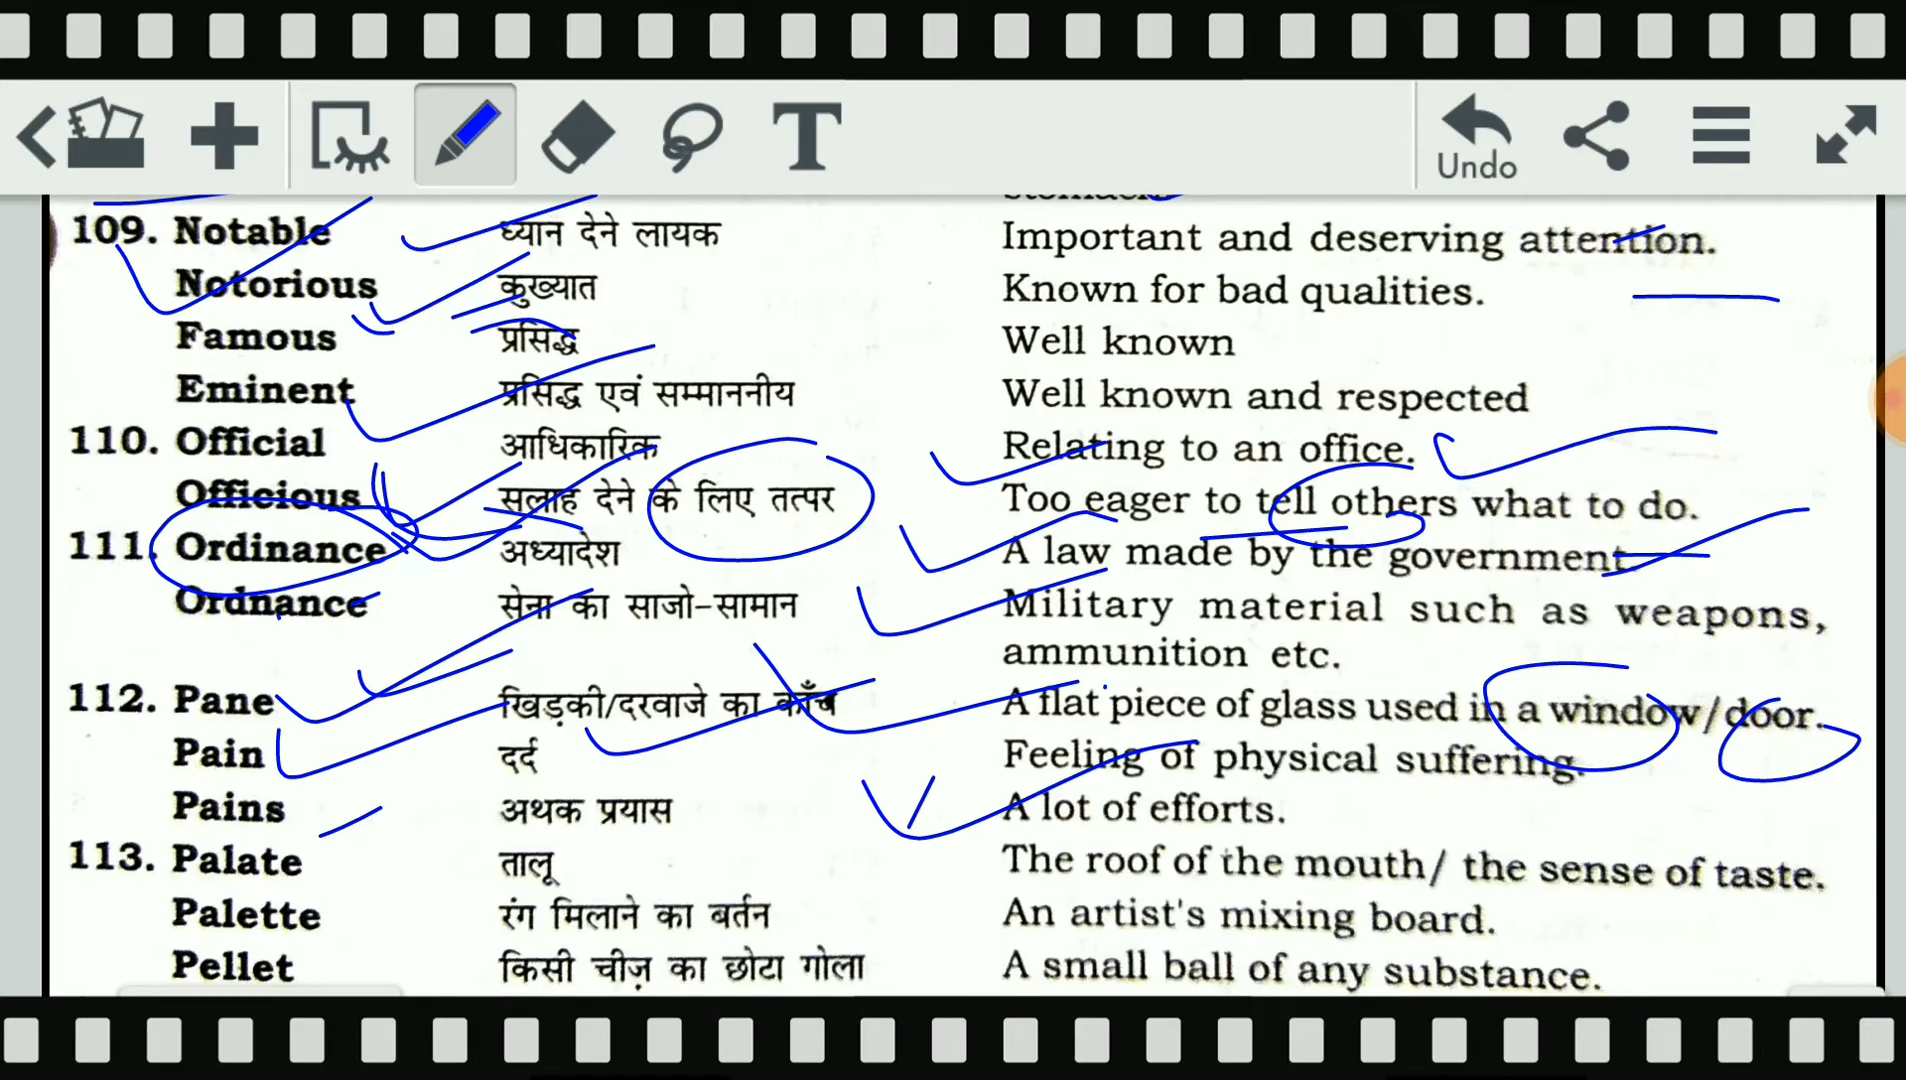 Undo
109. Notable ध्यान देने लायक Important and deserving attention.
Notorious कुख्यात Known for bad qualities.
Famous प्रसिद्ध Well known
Eminent प्रसिद्ध एवं सम्माननीय Well known and respected
110. Official आधिकारिक Relating to an office.
Officious सलाह देने के लिए तत्पर Too eager to tell others what to do.
111. Ordinance अध्यादेश A law made by the government
Ordnance सेना का साजो-सामान Military material such as weapons,
ammunition etc.
112. Pane खिड़की/दरवाजे का काँच A flat piece of glass used in a window/door.
Pain दर्द Feeling of physical suffering.
Pains अथक प्रयास A lot of efforts.
113. Palate तालू The roof of the mouth/ the sense of taste.
Palette रंग मिलाने का बर्तन An artist's mixing board.
Pellet किसी चीज़ का छोटा गोला A small ball of any substance.